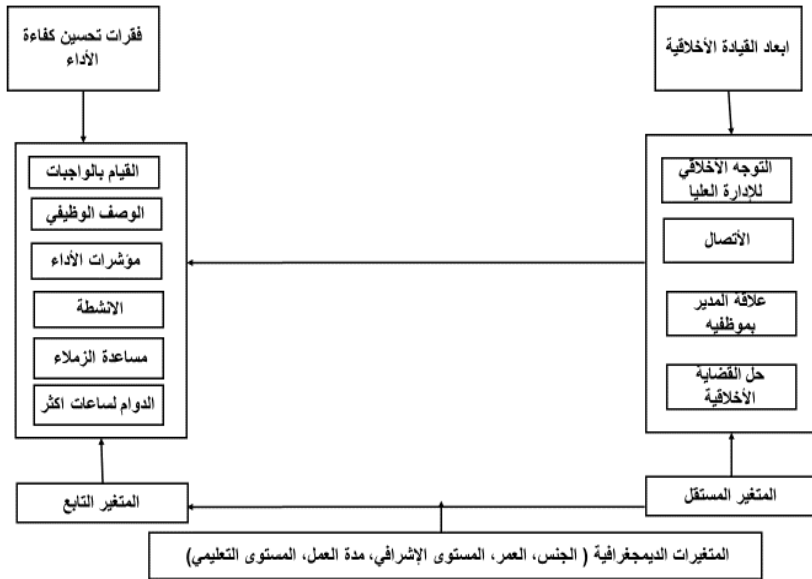 ابعاد القيادة الأخلاقية
فقرات تحسين كفاءة
الأداء
التوجه الاخلاقي
للإدارة العليا
الأتصال
علاقة المدير
بموظفيه
حل القضاية
الأخلاقية
القيام بالواجبات
الوصف الوظيفي
مؤشرات الأداء
الانشطة
مساعدة الزملاء
الدوام لساعات اكثر
المتغير المستقل
المتغير التابع
المتغيرات الديمجغرافية ( الجنس، العمر، المستوى الإشرافي، مدة العمل، المستوى التعليمي)